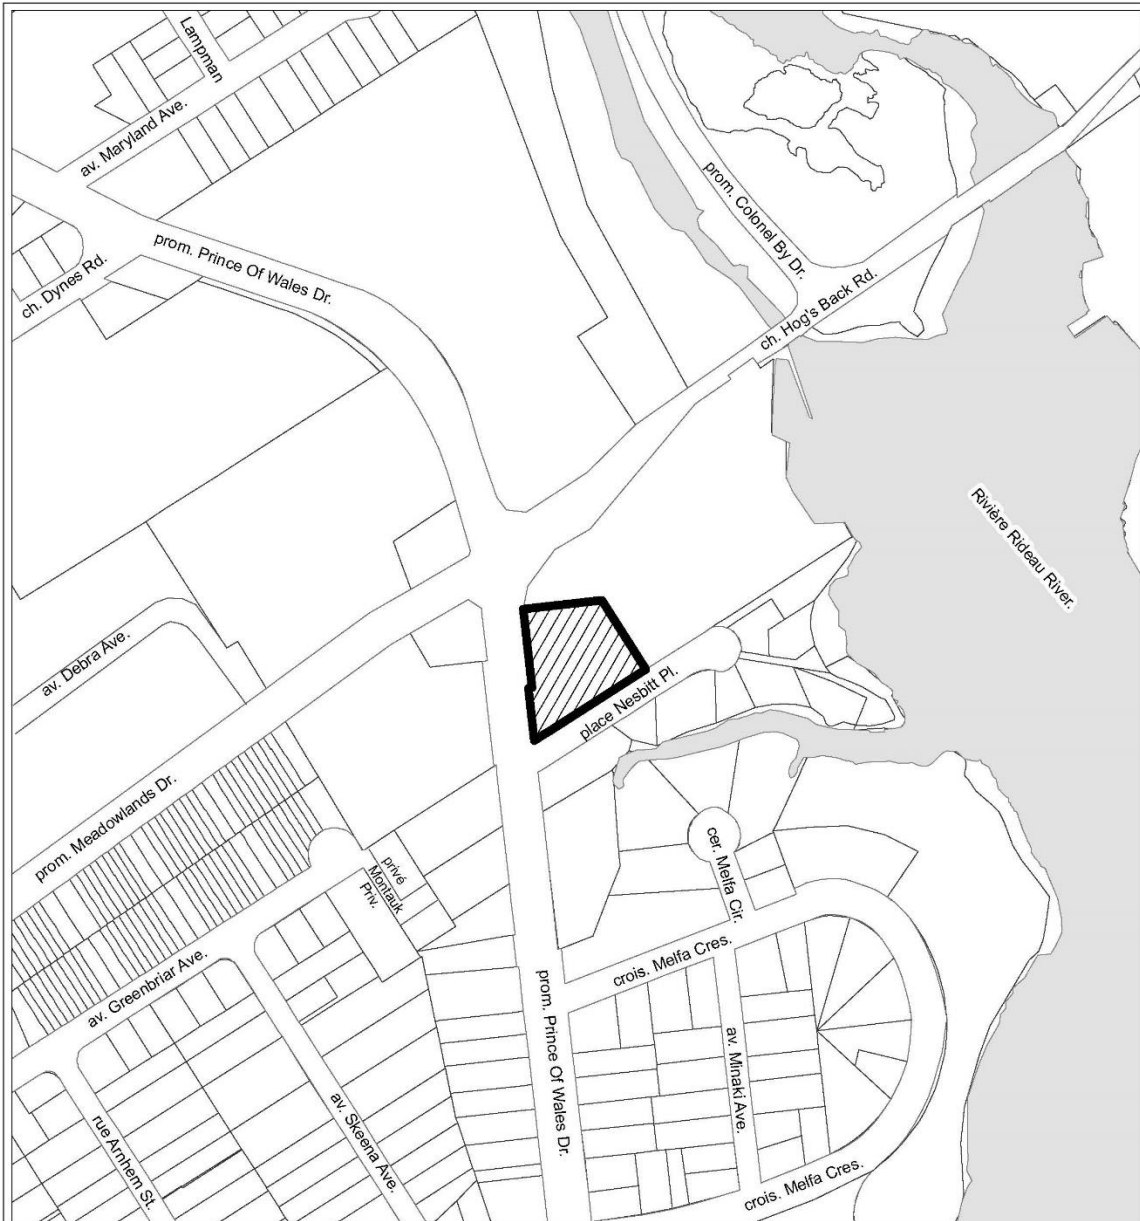 Lampman
av. Maryland Ave.
prom. Colonel By Dr.
prom. Prince Of Wales Dr.
ch. Dynes Rd.
ch. Hog's Back Rd.
Rivière Rideau River.
av. Debra Ave.
place Nesbitt Pl.
prom. Meadowlands Dr.
privé
Montauk
Priv.
cer. Melfa Cir.
av. Greenbriar Ave.
crois. Melfa Cres.
prom. Prince Of Wales Dr.
av. Minaki Ave.
av. Skeena Ave.
rue Arnhem St.
crois. Melfa Cres.